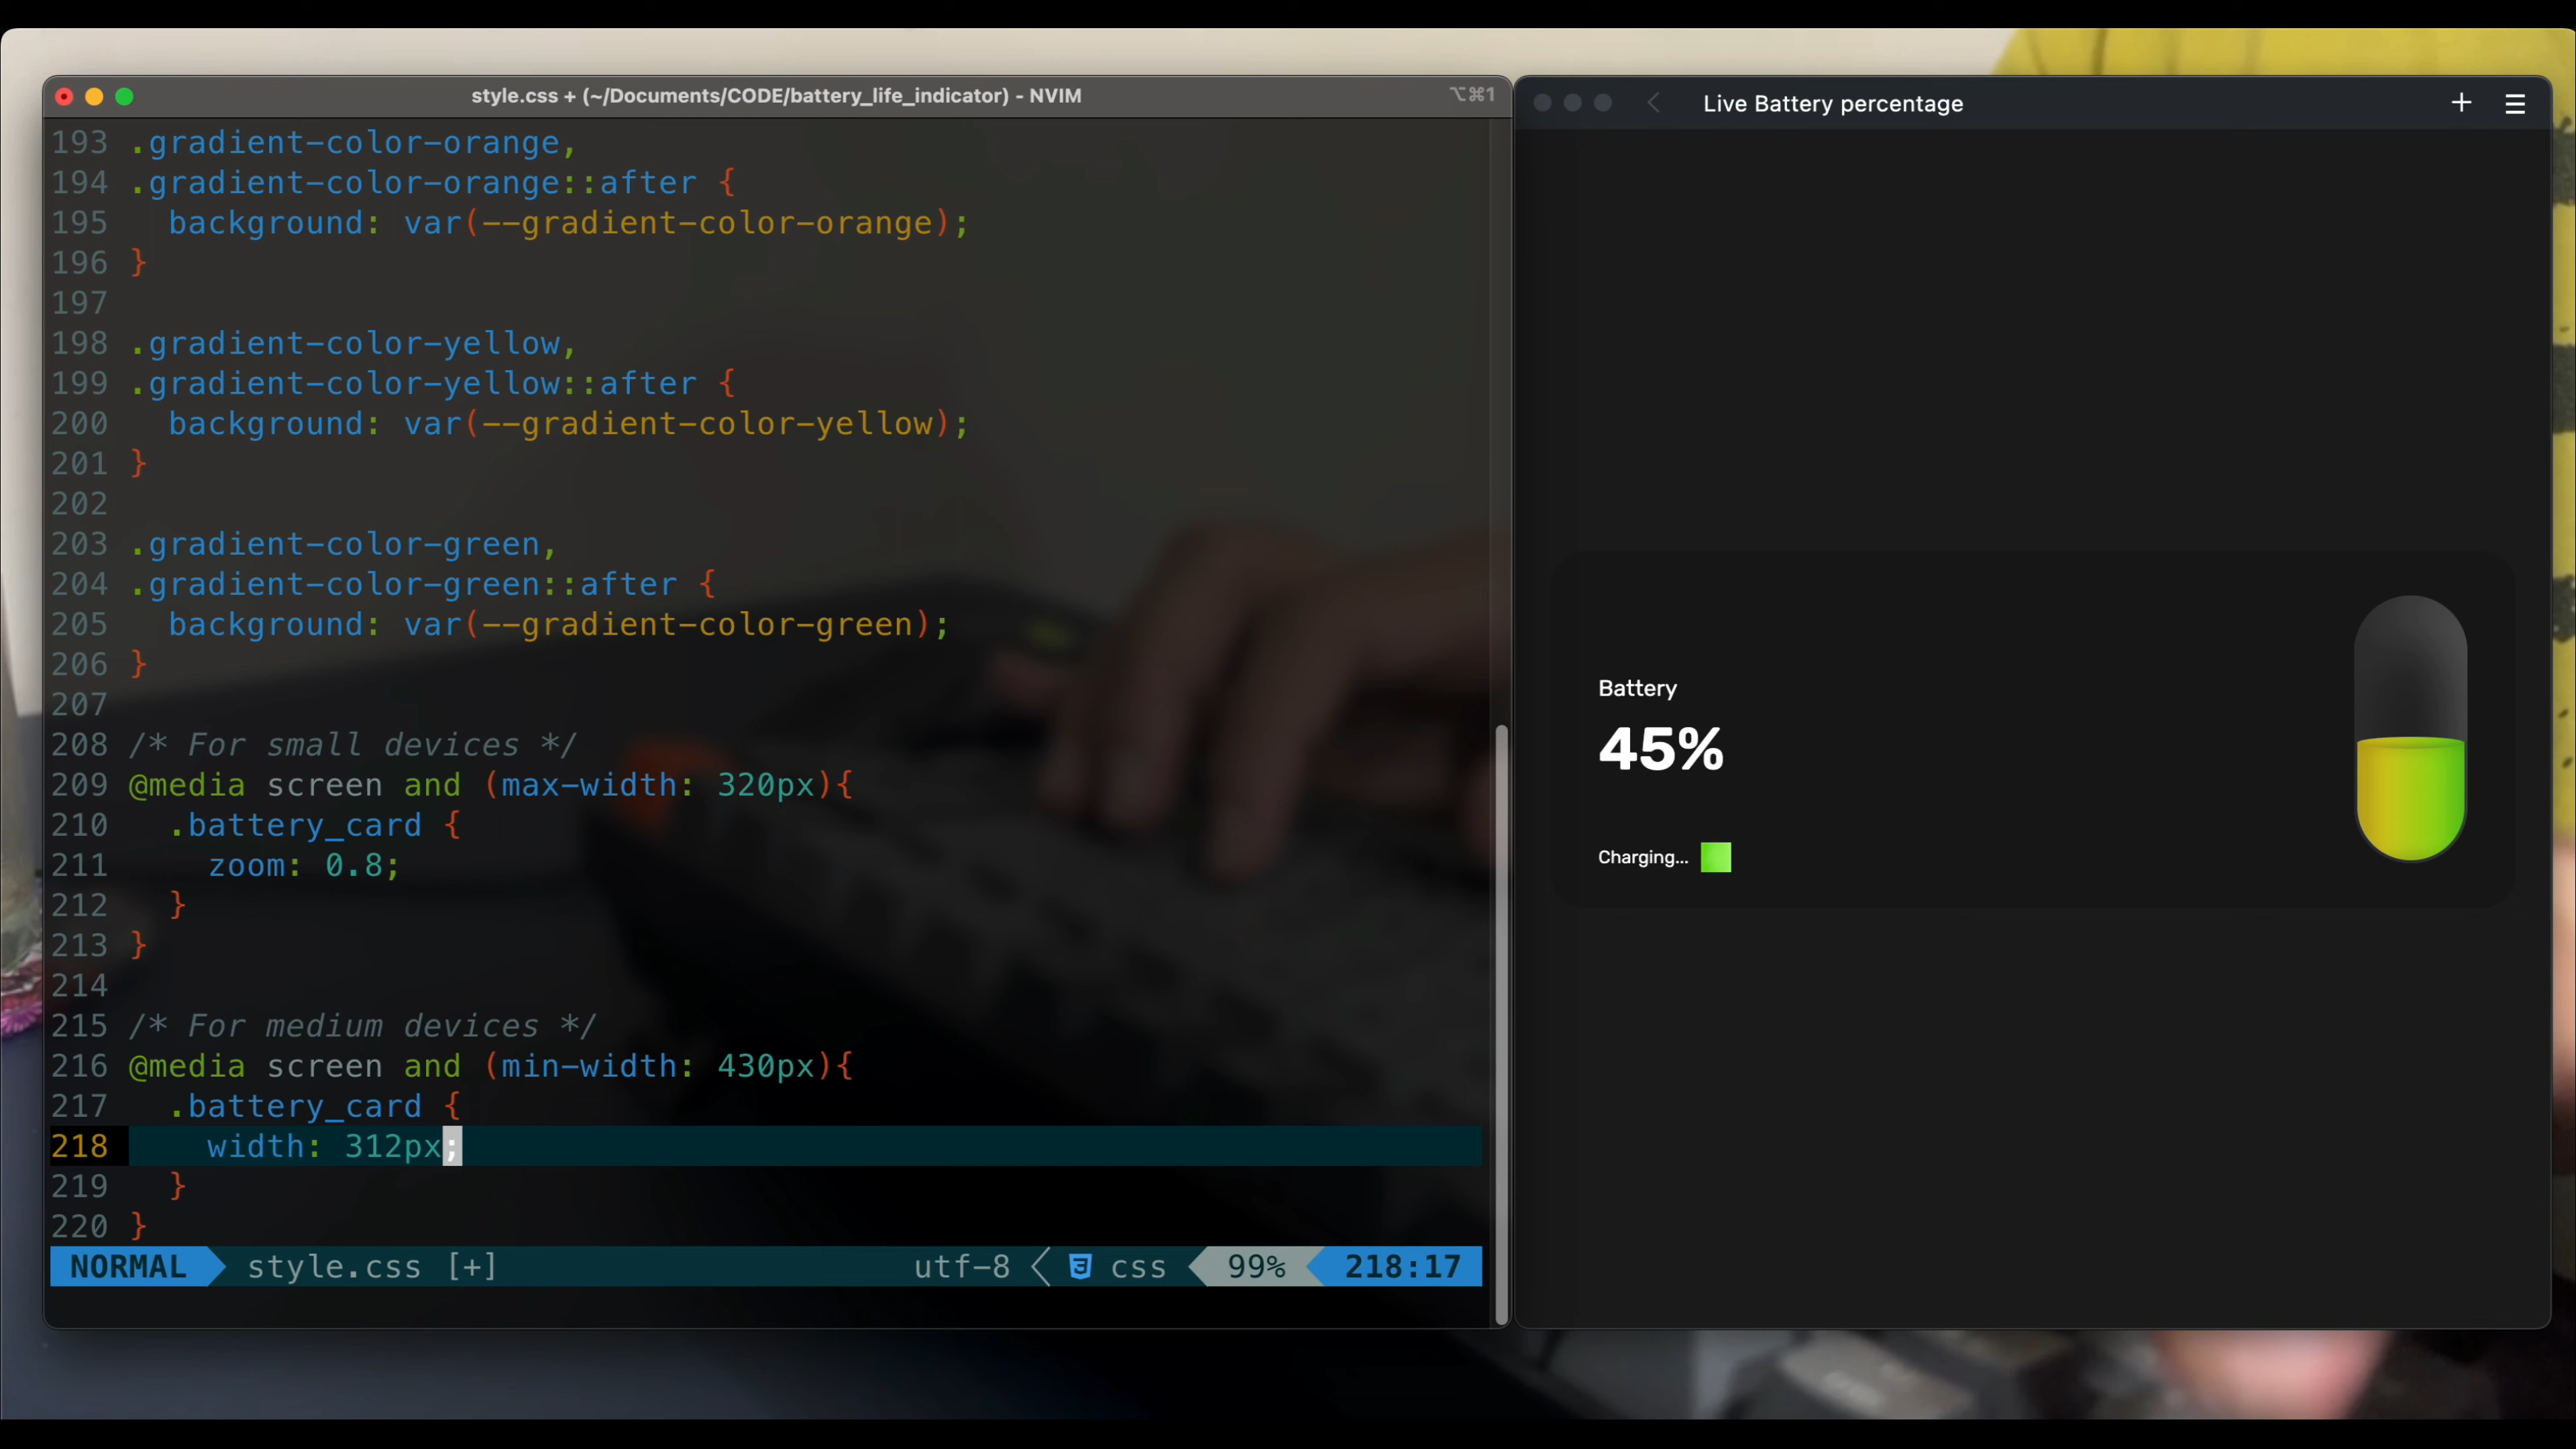 style.css + (~/Documents/CODE/battery_life_indicator) - NVIM
⌥⌘1
193 .gradient-color-orange,
194 .gradient-color-orange::after {
195   background: var(--gradient-color-orange);
196 }
197
198 .gradient-color-yellow,
199 .gradient-color-yellow::after {
200   background: var(--gradient-color-yellow);
201 }
202
203 .gradient-color-green,
204 .gradient-color-green::after {
205   background: var(--gradient-color-green);
206 }
207
208 /* For small devices */
209 @media screen and (max-width: 320px){
210   .battery_card {
211     zoom: 0.8;
212   }
213 }
214
215 /* For medium devices */
216 @media screen and (min-width: 430px){
217   .battery_card {
218     width: 312px;
219   }
220 }
NORMAL style.css [+] utf-8 css 99% 218:17
Live Battery percentage
Battery
45%
Charging...